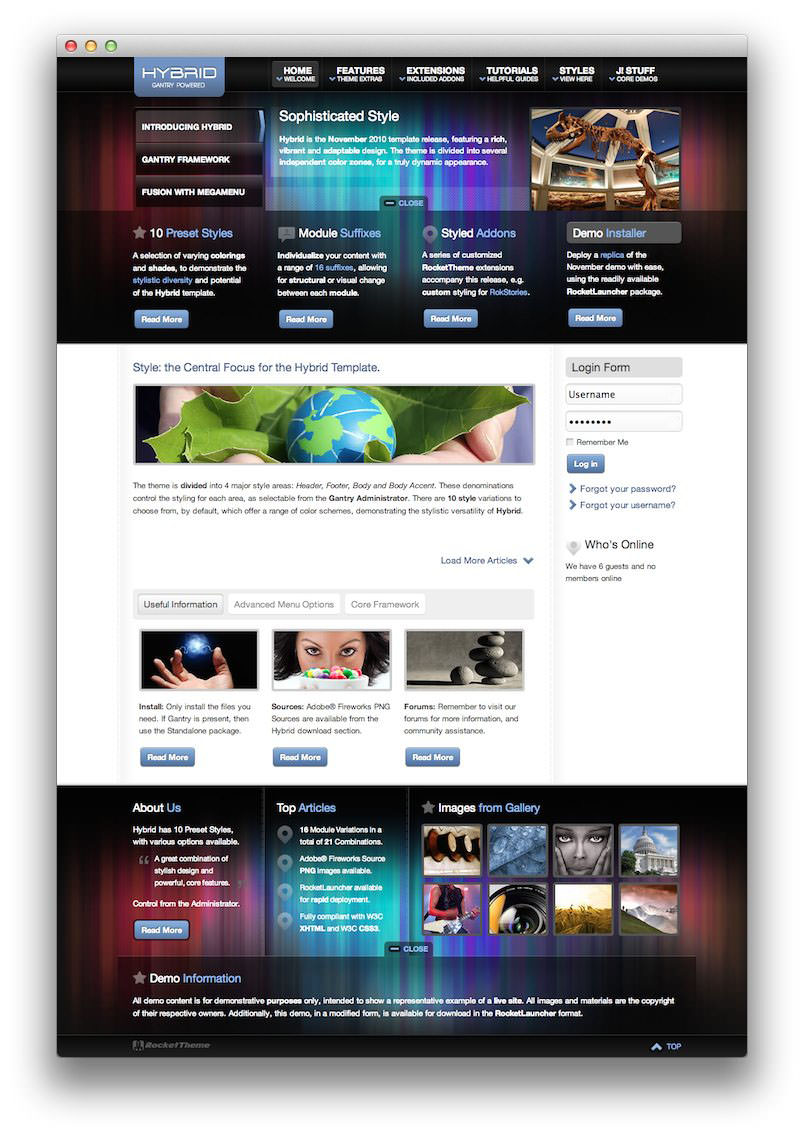 HYBRID
GANTRY POWERED
HOME
WELCOME
FEATURES
THEME EXTRAS
EXTENSIONS
INCLUDED ADDONS
TUTORIALS
HELPFUL GUIDES
STYLES
VIEW HERE
J! STUFF
CORE DEMOS
INTRODUCING HYBRID
GANTRY FRAMEWORK
FUSION WITH MEGAMENU
Sophisticated Style
Hybrid is the November 2010 template release, featuring a rich,
vibrant and adaptable design. The theme is divided into several
independent color zones, for a truly dynamic appearance.
CLOSE
10 Preset Styles
A selection of varying colorings
and shades, to demonstrate the
stylistic diversity and potential
of the Hybrid template.
Read More
Module Suffixes
Individualize your content with
a range of 16 suffixes, allowing
for structural or visual change
between each module.
Read More
Styled Addons
A series of customized
RocketTheme extensions
accompany this release, e.g.
custom styling for RokStories.
Read More
Demo Installer
Deploy a replica of the
November demo with ease,
using the readily available
RocketLauncher package.
Read More
Style: the Central Focus for the Hybrid Template.
The theme is divided into 4 major style areas: Header, Footer, Body and Body Accent. These denominations
control the styling for each area, as selectable from the Gantry Administrator. There are 10 style variations to
choose from, by default, which offer a range of color schemes, demonstrating the stylistic versatility of Hybrid.
Load More Articles
Useful Information
Advanced Menu Options
Core Framework
Install: Only install the files you
need. If Gantry is present, then
use the Standalone package.
Read More
Sources: Adobe® Fireworks PNG
Sources are available from the
Hybrid download section.
Read More
Forums: Remember to visit our
forums for more information, and
community assistance.
Read More
Login Form
Username
••••••••
Remember Me
Log in
Forgot your password?
Forgot your username?
Who's Online
We have 6 guests and no
members online
About Us
Hybrid has 10 Preset Styles,
with various options available.
“ A great combination of
stylish design and
powerful, core features. ”
Control from the Administrator.
Read More
Top Articles
16 Module Variations in a
total of 21 Combinations.
Adobe® Fireworks Source
PNG images available.
RocketLauncher available
for rapid deployment.
Fully compliant with W3C
XHTML and W3C CSS3.
Images from Gallery
CLOSE
Demo Information
All demo content is for demonstrative purposes only, intended to show a representative example of a live site. All images and materials are the copyright
of their respective owners. Additionally, this demo, in a modified form, is available for download in the RocketLauncher format.
RocketTheme
TOP